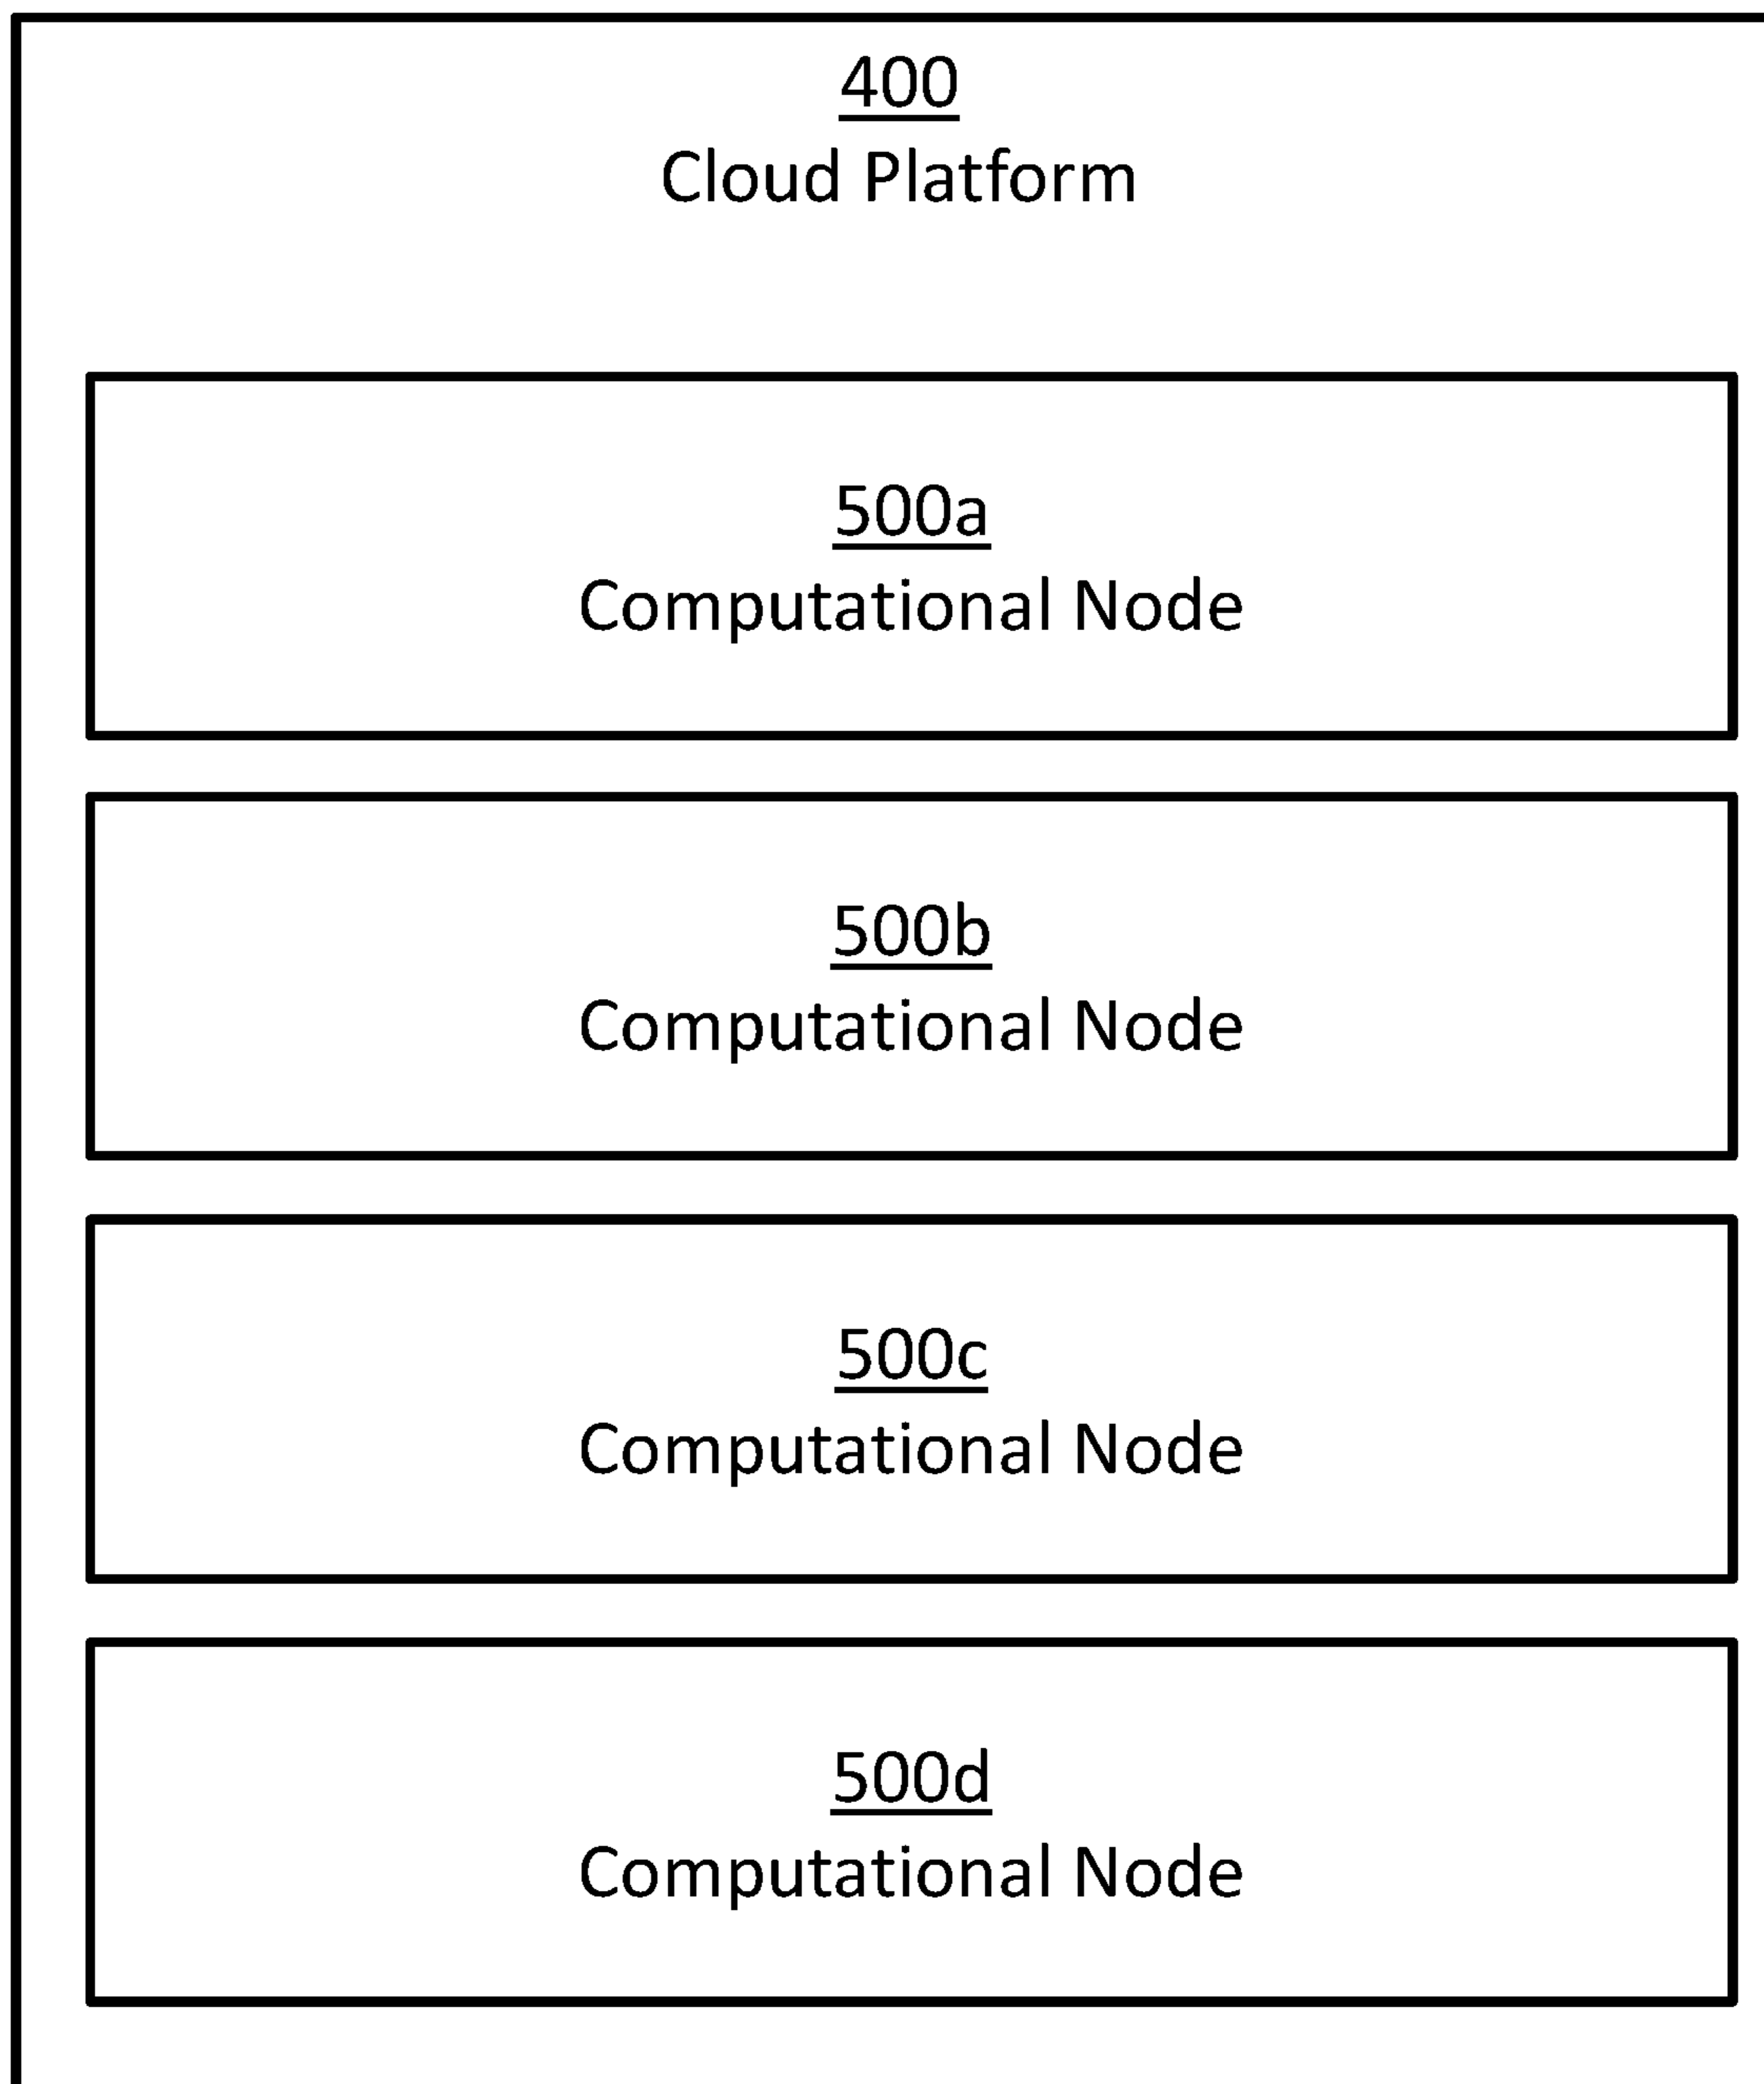 400
Cloud Platform
500a
Computational Node
500b
Computational Node
500c
Computational Node
500d
Computational Node